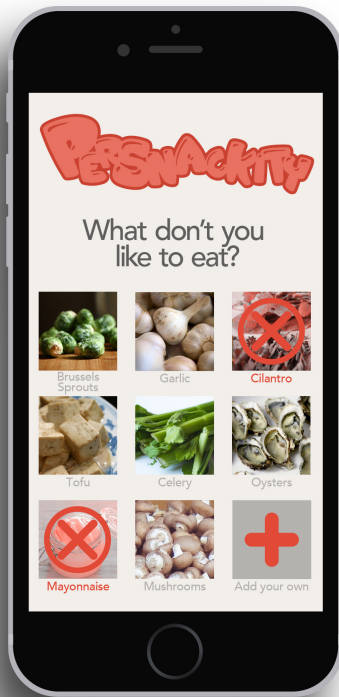 PERSNACKITY
What don't you
like to eat?
Brussels
Sprouts
Garlic
Cilantro
Tofu
Celery
Oysters
Mayonnaise
Mushrooms
Add your own